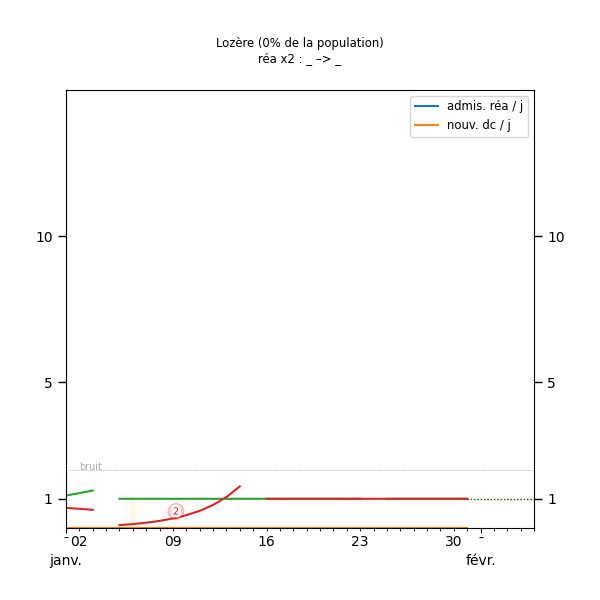 Lozère (0% de la population)
réa x2 : _ –> _
admis. réa / j
nouv. dc / j
10 10
5 5
bruit
1 1
2
- 02 09 16 23 30 -
janv. févr.